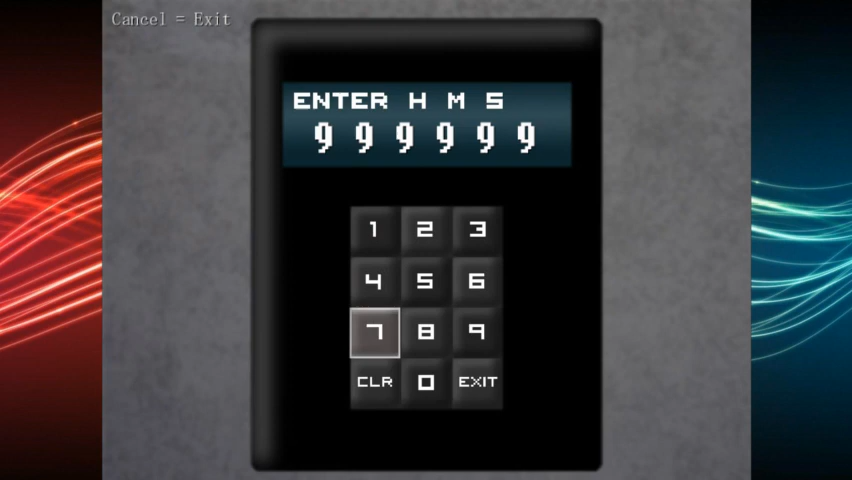 Cancel = Exit
ENTER H M S
9 9 9 9 9 9
1 2 3
4 5 6
7 8 9
CLR 0 EXIT